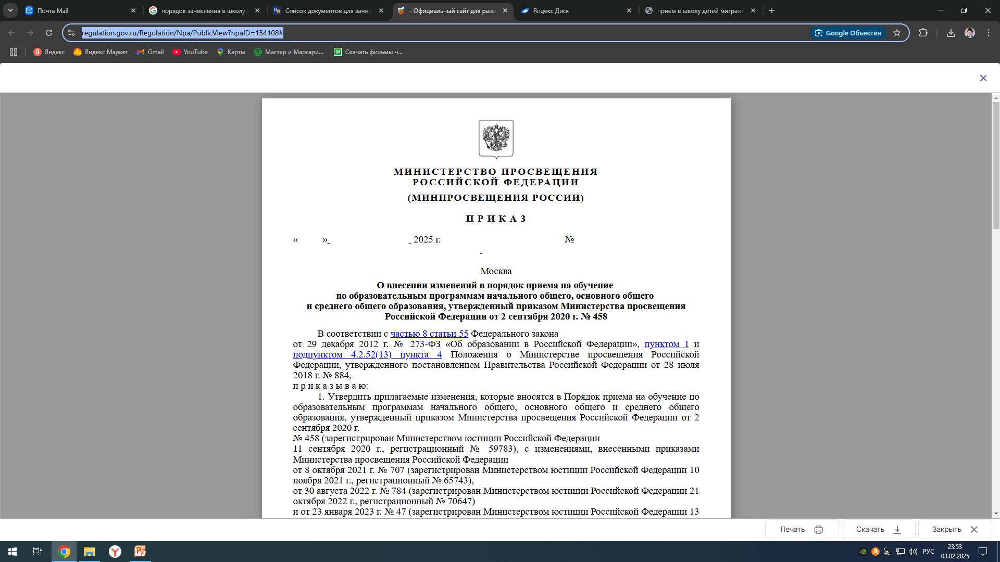 Почта Mail
порядок зачисления в школу
Список документов для зачис
- Официальный сайт для разм
Яндекс Диск
прием в школу детей мигрант
regulation.gov.ru/Regulation/Npa/PublicView?npaID=154108#
Google Объектив
Яндекс
Яндекс Маркет
Gmail
YouTube
Карты
Мастер и Маргари...
Скачать фильмы ч...
МИНИСТЕРСТВО ПРОСВЕЩЕНИЯ
РОССИЙСКОЙ ФЕДЕРАЦИИ
(МИНПРОСВЕЩЕНИЯ РОССИИ)
П Р И К А З
« »_ _ 2025 г. №
-
Москва
О внесении изменений в порядок приема на обучение
по образовательным программам начального общего, основного общего
и среднего общего образования, утвержденный приказом Министерства просвещения
Российской Федерации от 2 сентября 2020 г. № 458
В соответствии с частью 8 статьи 55 Федерального закона
от 29 декабря 2012 г. № 273-ФЗ «Об образовании в Российской Федерации», пунктом 1 и
подпунктом 4.2.52(13) пункта 4 Положения о Министерстве просвещения Российской
Федерации, утвержденного постановлением Правительства Российской Федерации от 28 июля
2018 г. № 884,
п р и к а з ы в а ю:
1. Утвердить прилагаемые изменения, которые вносятся в Порядок приема на обучение по
образовательным программам начального общего, основного общего и среднего общего
образования, утвержденный приказом Министерства просвещения Российской Федерации от 2
сентября 2020 г.
№ 458 (зарегистрирован Министерством юстиции Российской Федерации
11 сентября 2020 г., регистрационный № 59783), с изменениями, внесенными приказами
Министерства просвещения Российской Федерации
от 8 октября 2021 г. № 707 (зарегистрирован Министерством юстиции Российской Федерации 10
ноября 2021 г., регистрационный № 65743),
от 30 августа 2022 г. № 784 (зарегистрирован Министерством юстиции Российской Федерации 21
октября 2022 г., регистрационный № 70647)
и от 23 января 2023 г. № 47 (зарегистрирован Министерством юстиции Российской Федерации 13
Печать
Скачать
Закрыть
РУС
23:53
03.02.2025